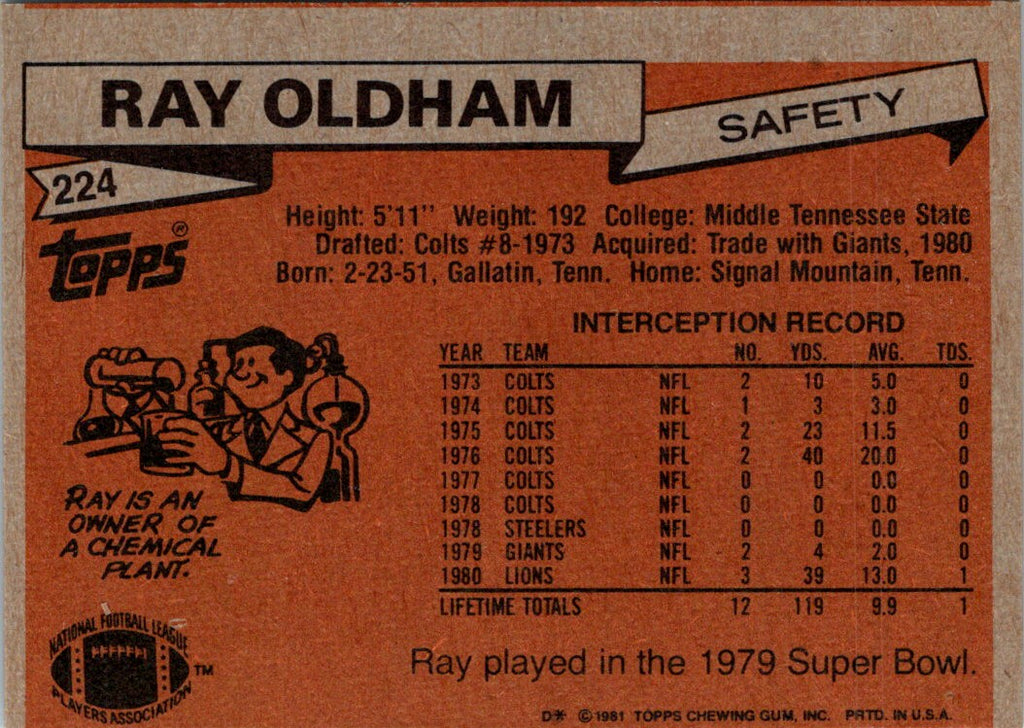 RAY OLDHAM
SAFETY
224
TOPPS®
Height: 5'11" Weight: 192 College: Middle Tennessee State
Drafted: Colts #8-1973 Acquired: Trade with Giants, 1980
Born: 2-23-51, Gallatin, Tenn. Home: Signal Mountain, Tenn.
INTERCEPTION RECORD
YEAR TEAM NO. YDS. AVG. TDS.
1973 COLTS NFL 2 10 5.0 0
1974 COLTS NFL 1 3 3.0 0
1975 COLTS NFL 2 23 11.5 0
1976 COLTS NFL 2 40 20.0 0
1977 COLTS NFL 0 0 0.0 0
1978 COLTS NFL 0 0 0.0 0
1978 STEELERS NFL 0 0 0.0 0
1979 GIANTS NFL 2 4 2.0 0
1980 LIONS NFL 3 39 13.0 1
LIFETIME TOTALS 12 119 9.9 1
RAY IS AN
OWNER OF
A CHEMICAL
PLANT.
NATIONAL FOOTBALL LEAGUE
PLAYERS ASSOCIATION
TM
Ray played in the 1979 Super Bowl.
D* © 1981 TOPPS CHEWING GUM, INC. PRTD. IN U.S.A.